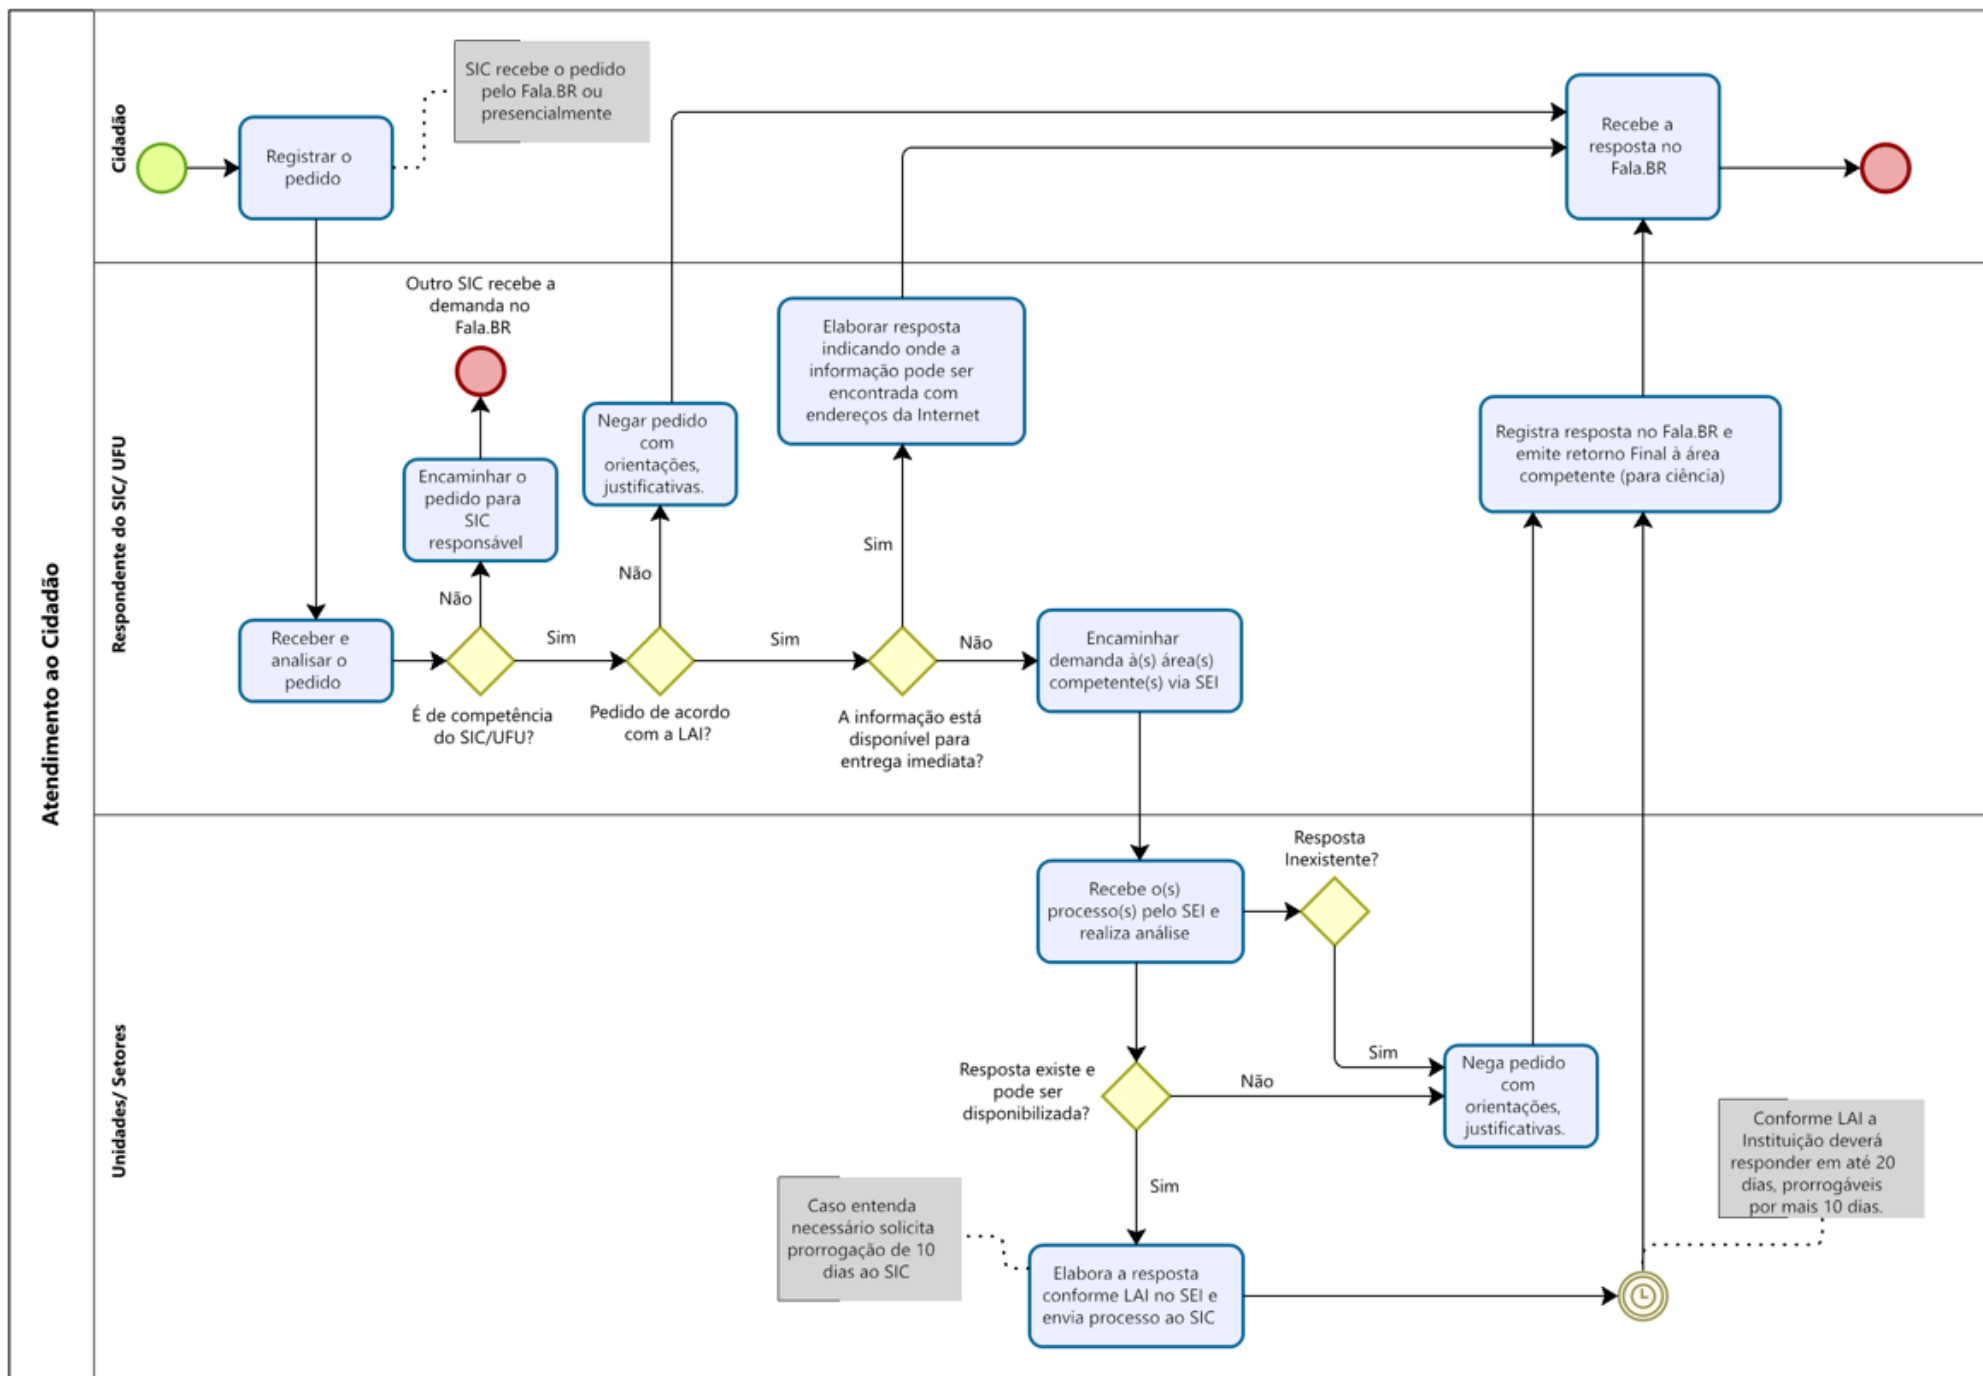 Atendimento ao Cidadão
Cidadão
Registrar o
pedido
SIC recebe o pedido
pelo Fala.BR ou
presencialmente
Recebe a
resposta no
Fala.BR
Respondente do SIC/ UFU
Outro SIC recebe a
demanda no
Fala.BR
Encaminhar o
pedido para
SIC
responsável
Não
Negar pedido
com
orientações,
justificativas.
Não
Elaborar resposta
indicando onde a
informação pode ser
encontrada com
endereços da Internet
Sim
Registra resposta no Fala.BR e
emite retorno Final à área
competente (para ciência)
Receber e
analisar o
pedido
É de competência
do SIC/UFU?
Sim
Pedido de acordo
com a LAI?
Sim
A informação está
disponível para
entrega imediata?
Não
Encaminhar
demanda à(s) área(s)
competente(s) via SEI
Unidades/ Setores
Recebe o(s)
processo(s) pelo SEI e
realiza análise
Resposta
Inexistente?
Sim
Resposta existe e
pode ser
disponibilizada?
Não
Nega pedido
com
orientações,
justificativas.
Sim
Caso entenda
necessário solicita
prorrogação de 10
dias ao SIC
Elabora a resposta
conforme LAI no SEI e
envia processo ao SIC
Conforme LAI a
Instituição deverá
responder em até 20
dias, prorrogáveis
por mais 10 dias.